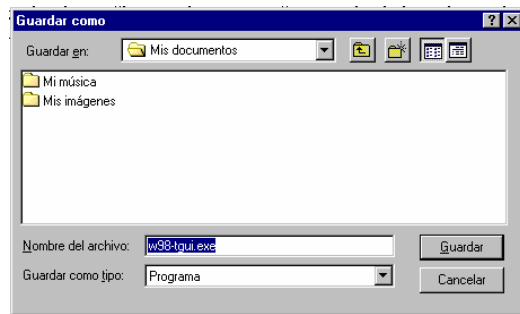 Guardar como
Guardar en: Mis documentos
Mi música
Mis imágenes
Nombre del archivo: w98-tgui.exe Guardar
Guardar como tipo: Programa Cancelar